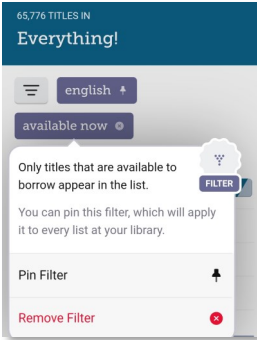 65,776 TITLES IN
Everything!
english
available now
Only titles that are available to
borrow appear in the list.
FILTER
You can pin this filter, which will apply
it to every list at your library.
Pin Filter
Remove Filter